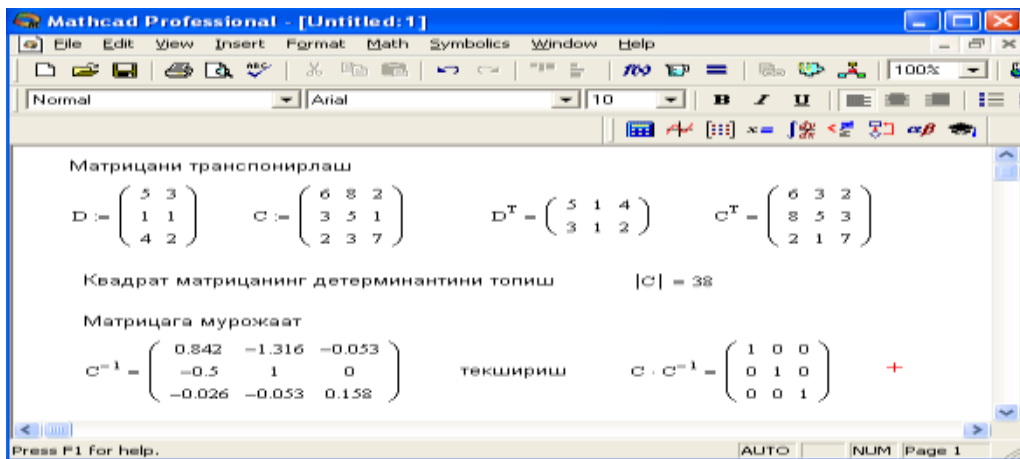 Mathcad Professional - [Untitled:1]
File Edit View Insert Format Math Symbolics Window Help
100%
Normal Arial 10 B I U
Матрицани транспонирлаш
D := ( 5 3 ) C := ( 6 8 2 ) D^T = ( 5 1 4 ) C^T = ( 6 3 2 )
1 1 3 5 1 3 1 2 8 5 3
4 2 2 3 7 2 1 7
Квадрат матрицанинг детерминантини топиш |C| = 38
Матрицага мурожаат
C^-1 = ( 0.842 -1.316 -0.053 ) текшириш C · C^-1 = ( 1 0 0 )
-0.5 1 0 0 1 0
-0.026 -0.053 0.158 0 0 1
Press F1 for help. AUTO NUM Page 1